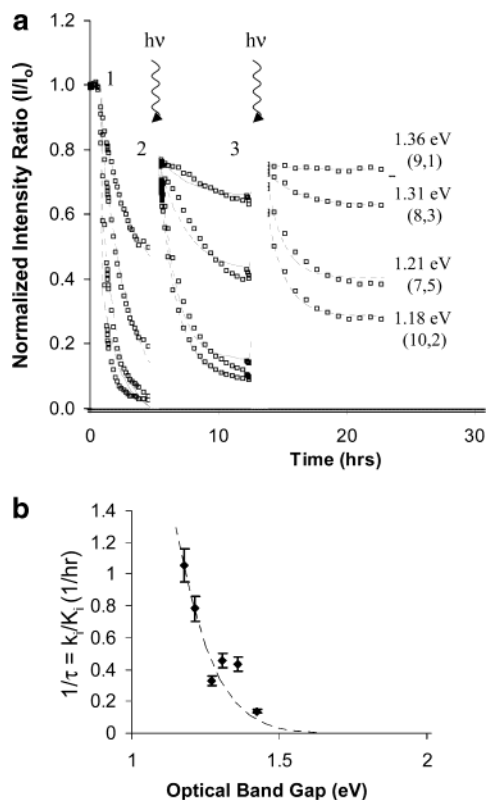 a
hν hν
1.0
0.8
0.6
0.4
0.2
0.0
Normalized Intensity Ratio (I/Iₒ)
1
2
3
1.36 eV
(9,1)
1.31 eV
(8,3)
1.21 eV
(7,5)
1.18 eV
(10,2)
0 10 20 30
Time (hrs)
b
1.4
1.2
1
0.8
0.6
0.4
0.2
0
1/τ = kᵢ/Kᵢ (1/hr)
1 1.5 2
Optical Band Gap (eV)